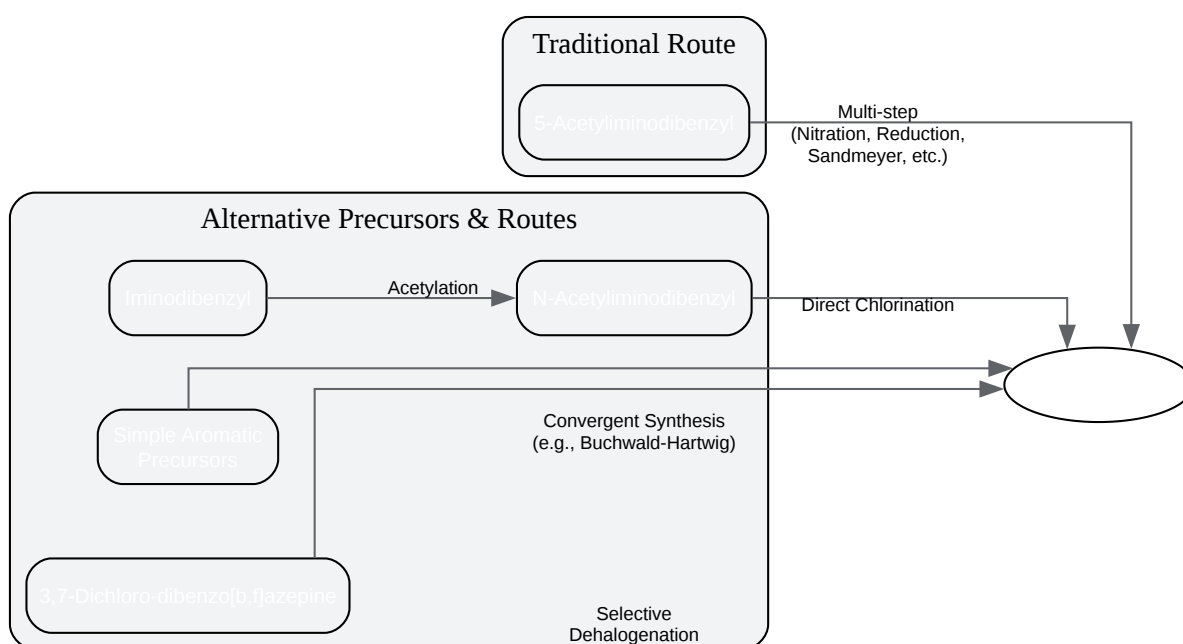 Traditional Route
5-Acetyliminodibenzyl
Multi-step
(Nitration, Reduction,
Sandmeyer, etc.)
Alternative Precursors & Routes
Iminodibenzyl
Acetylation
N-Acetyliminodibenzyl
Direct Chlorination
Simple Aromatic
Precursors
Convergent Synthesis
(e.g., Buchwald-Hartwig)
3,7-Dichloro-dibenzo[b,f]azepine
Selective
Dehalogenation